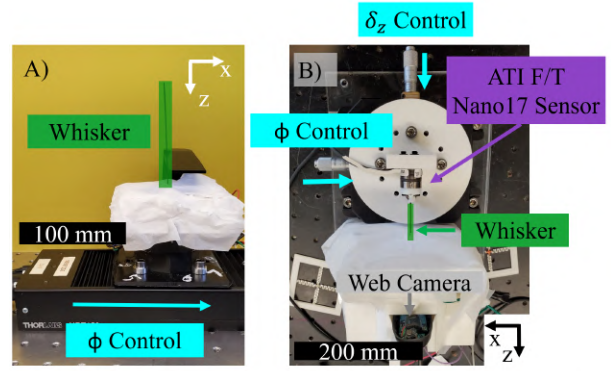 δz Control
A)
x
z
B)
ATI F/T
Nano17 Sensor
Whisker
ϕ Control
100 mm
Whisker
Web Camera
THORLABS
ϕ Control
200 mm
x
z